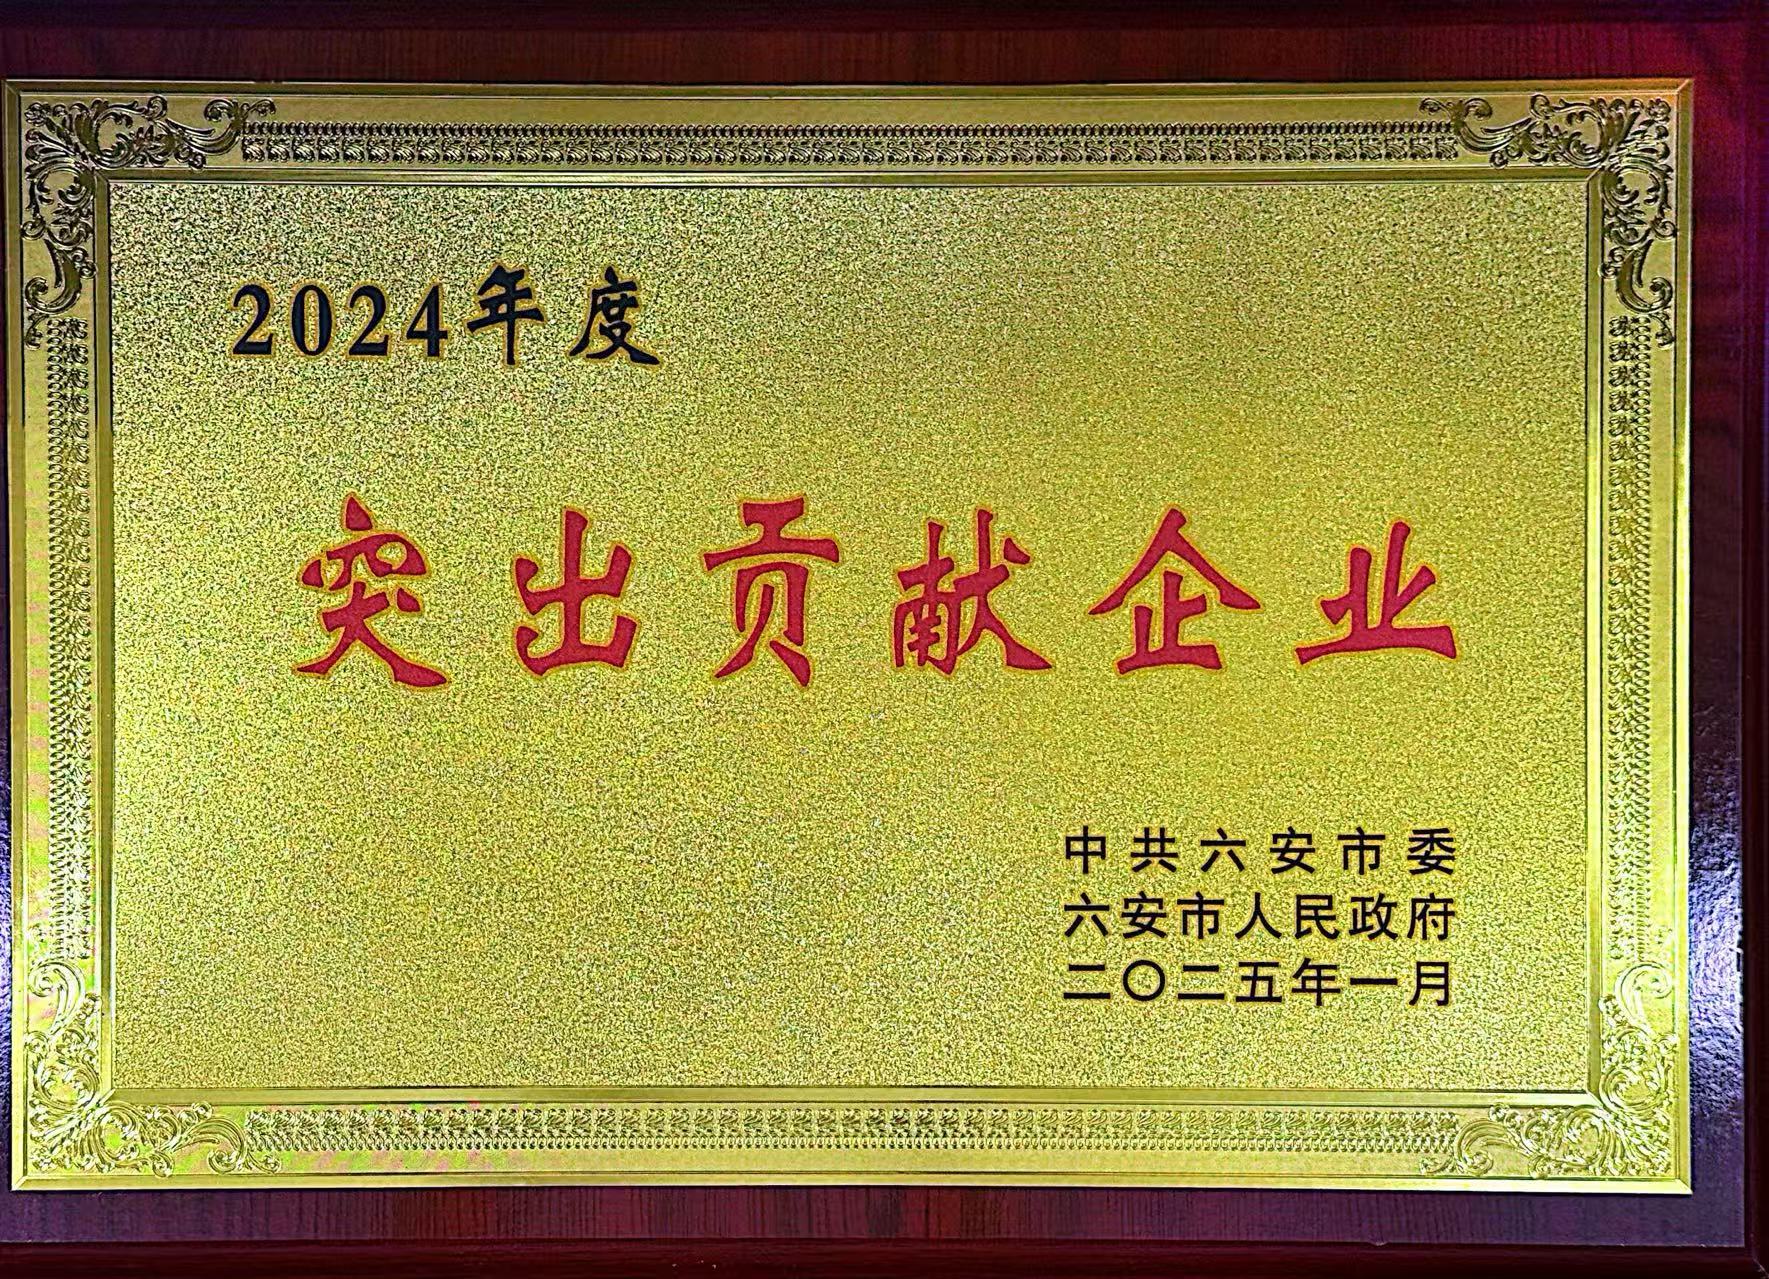 2024年度
突出贡献企业
中共六安市委
六安市人民政府
二〇二五年一月